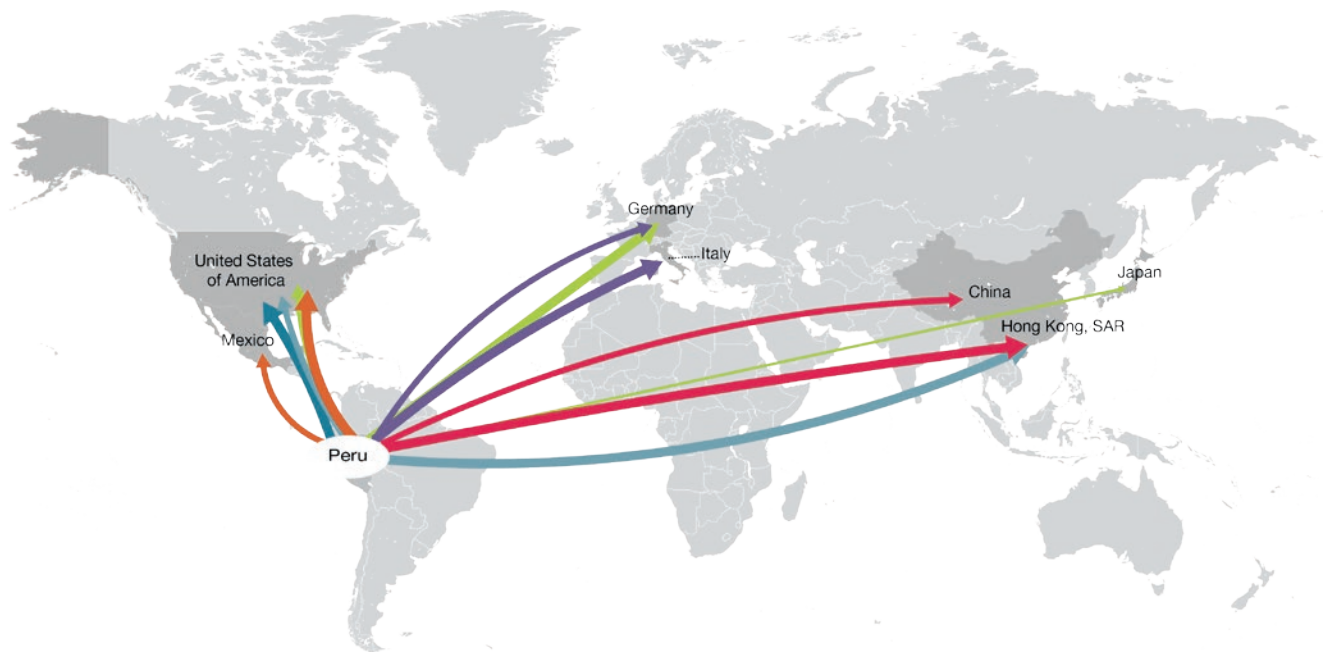 Germany
Italy
United States
of America
Japan
China
Hong Kong, SAR
Mexico
Peru